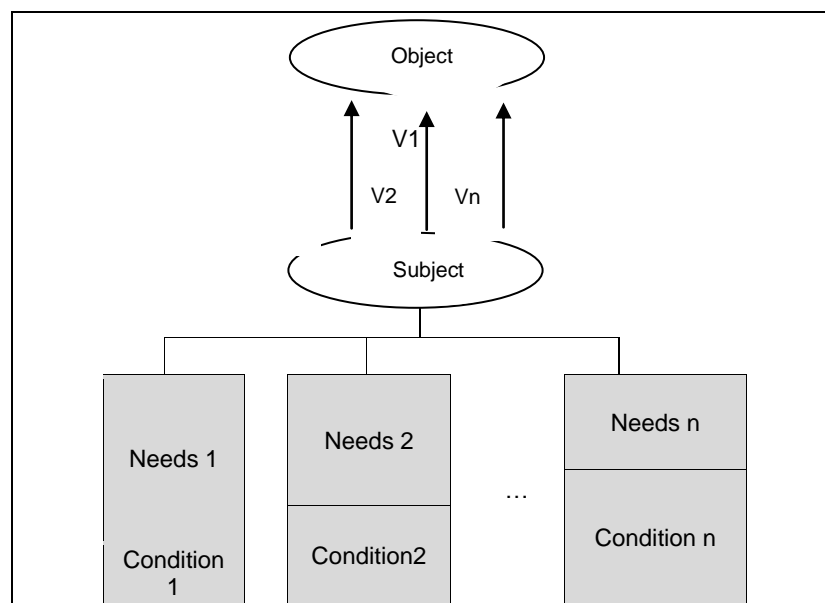 Object
V1
V2
Vn
Subject
Needs 1
Needs 2
Needs n
...
Condition
1
Condition2
Condition n